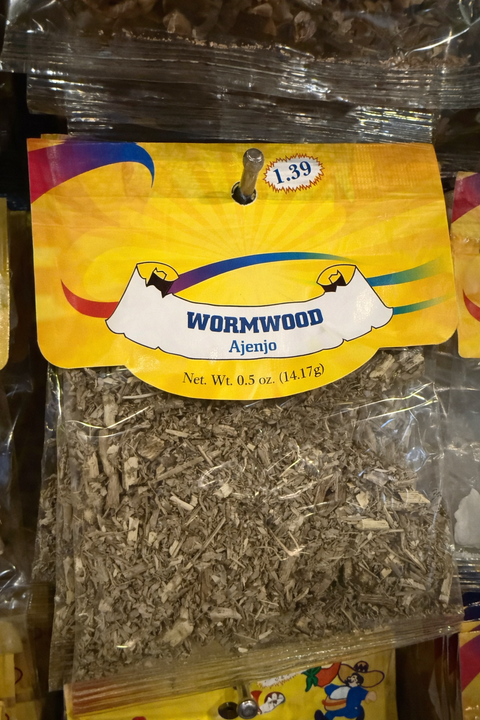 1.39
WORMWOOD
Ajenjo
Net. Wt. 0.5 oz. (14.17g)